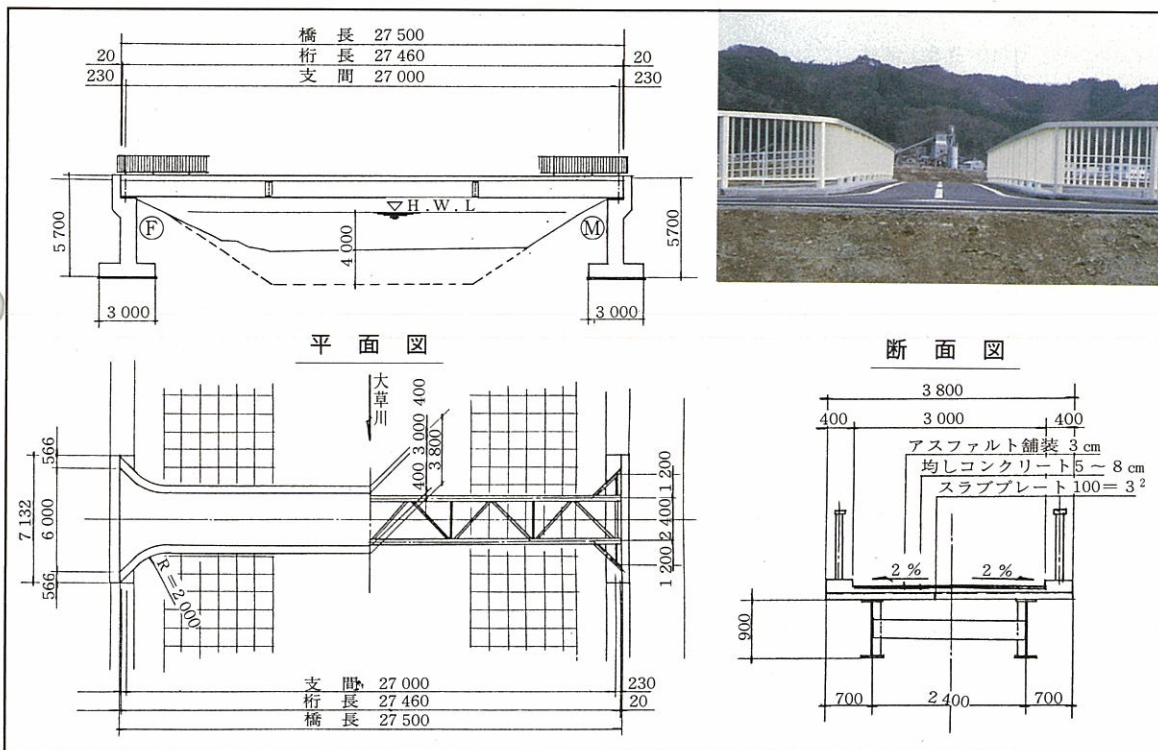 橋 長 27 500
20 桁 長 27 460 20
230 支 間 27 000 230
H.W.L
F M
5 700 4 000 5700
3 000 3 000
平 面 図
大草川
400 3 000 400
3 800
566 7 132 6 000 566
R=2 000
1 200 2 400 1 200
支 間 27 000 230
桁 長 27 460 20
橋 長 27 500
断 面 図
3 800
400 3 000 400
アスファルト舗装 3 cm
均しコンクリート 5 ~ 8 cm
スラブプレート 100 = 3²
2 % 2 %
900
700 2 400 700